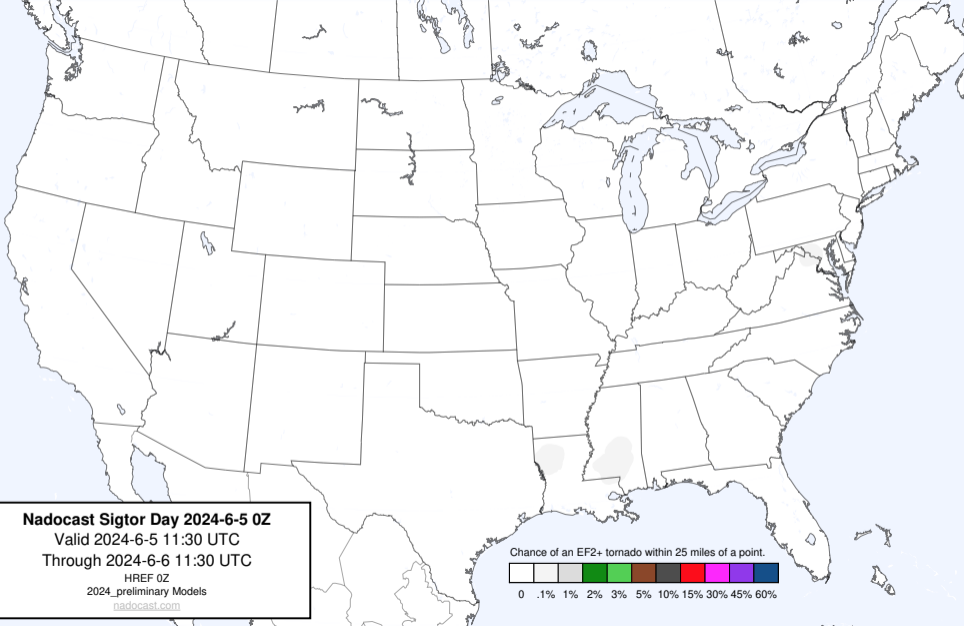 Nadocast Sigtor Day 2024-6-5 0Z
Valid 2024-6-5 11:30 UTC
Through 2024-6-6 11:30 UTC
HREF 0Z
2024_preliminary Models
nadocast.com
Chance of an EF2+ tornado within 25 miles of a point.
0 .1% 1% 2% 3% 5% 10% 15% 30% 45% 60%